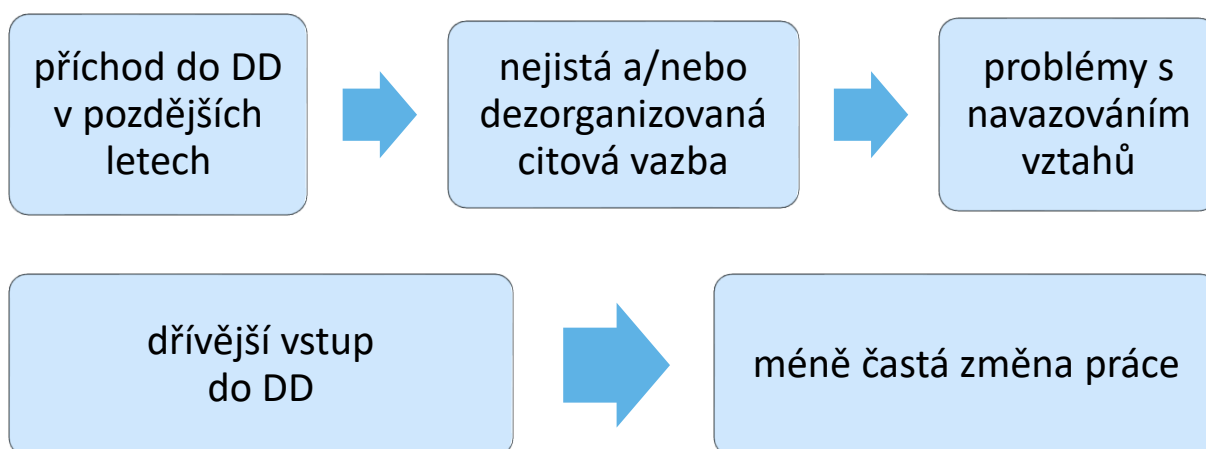 příchod do DD
v pozdějších
letech
nejistá a/nebo
dezorganizovaná
citová vazba
problémy s
navazováním
vztahů
dřívější vstup
do DD
méně častá změna práce